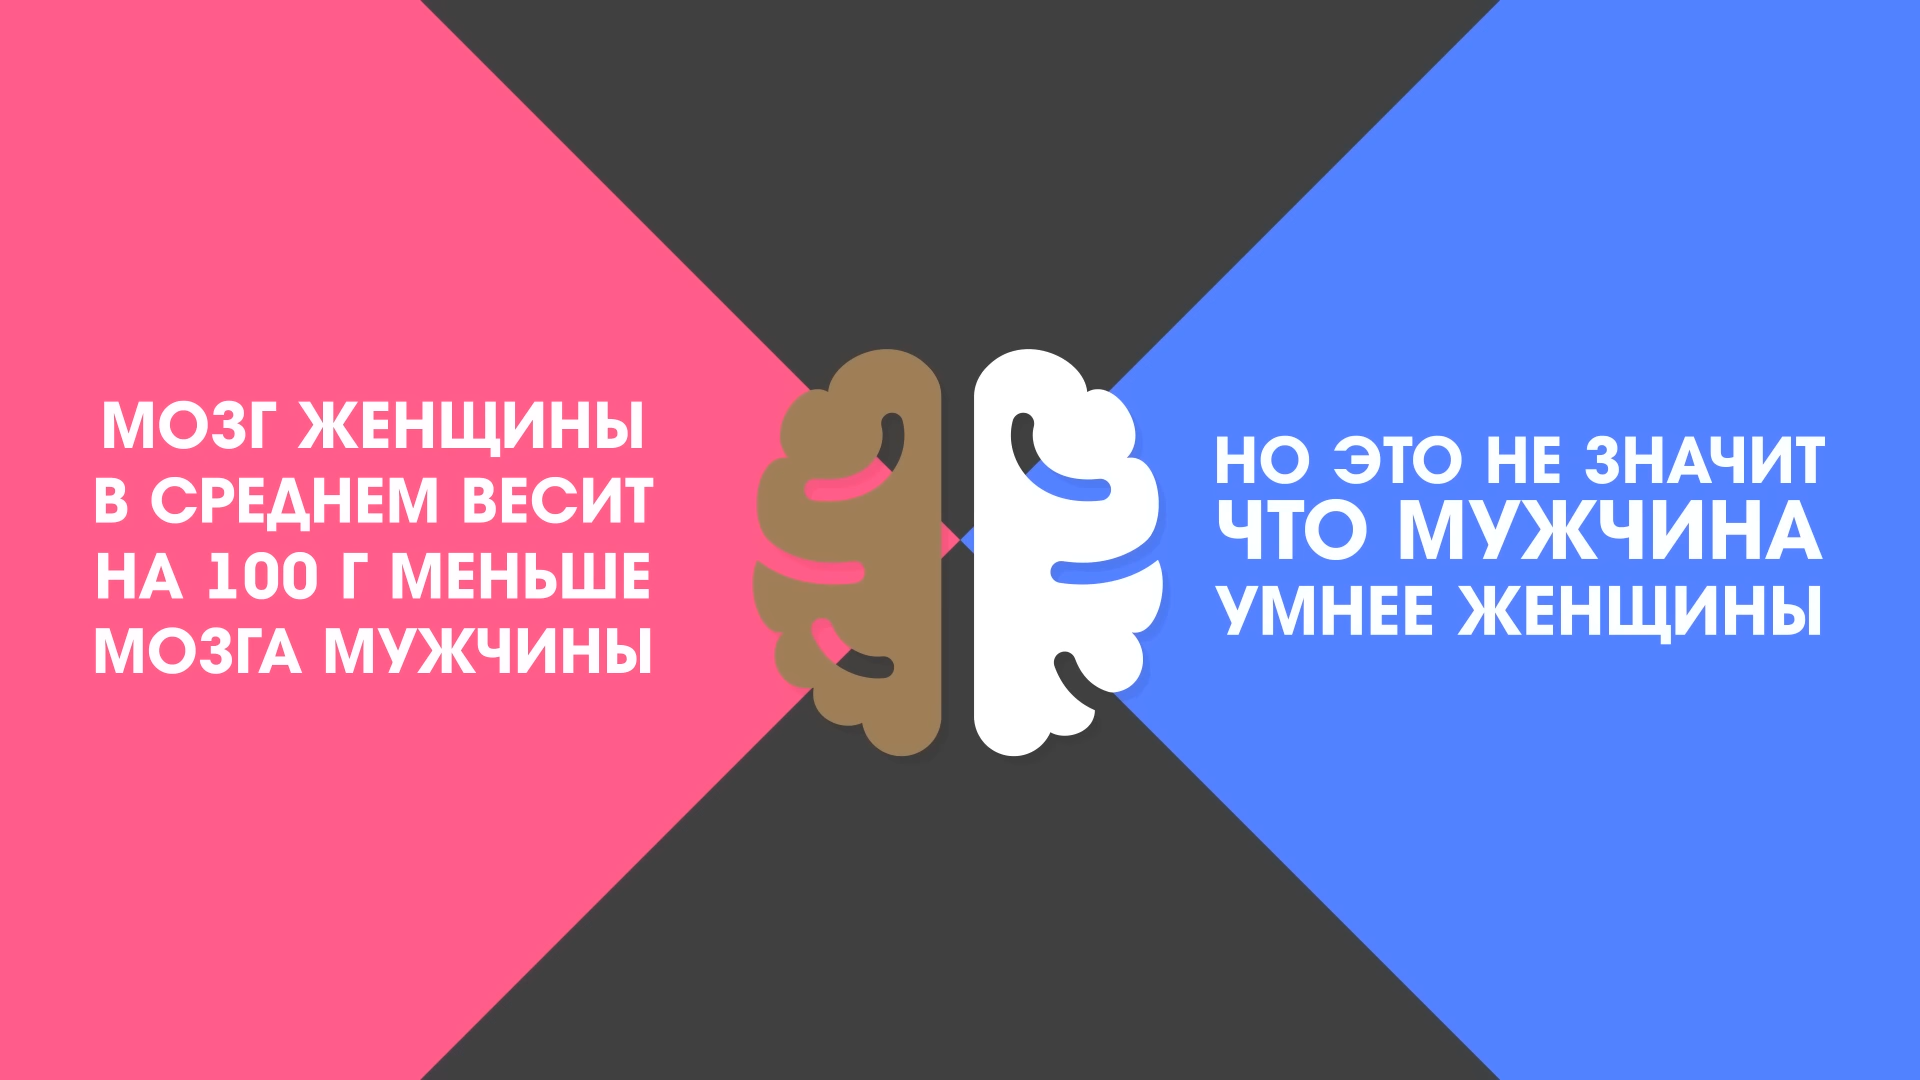 МОЗГ ЖЕНЩИНЫ
В СРЕДНЕМ ВЕСИТ
НА 100 Г МЕНЬШЕ
МОЗГА МУЖЧИНЫ
НО ЭТО НЕ ЗНАЧИТ
ЧТО МУЖЧИНА
УМНЕЕ ЖЕНЩИНЫ